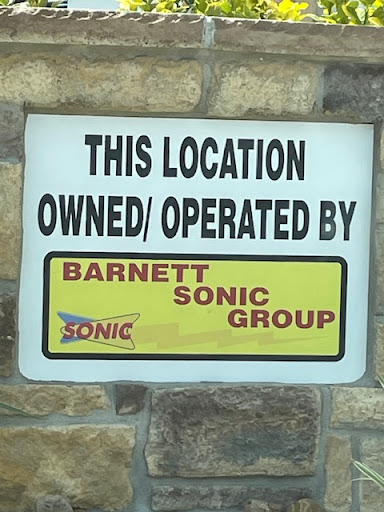 THIS LOCATION
OWNED/ OPERATED BY
BARNETT
SONIC
GROUP
SONIC